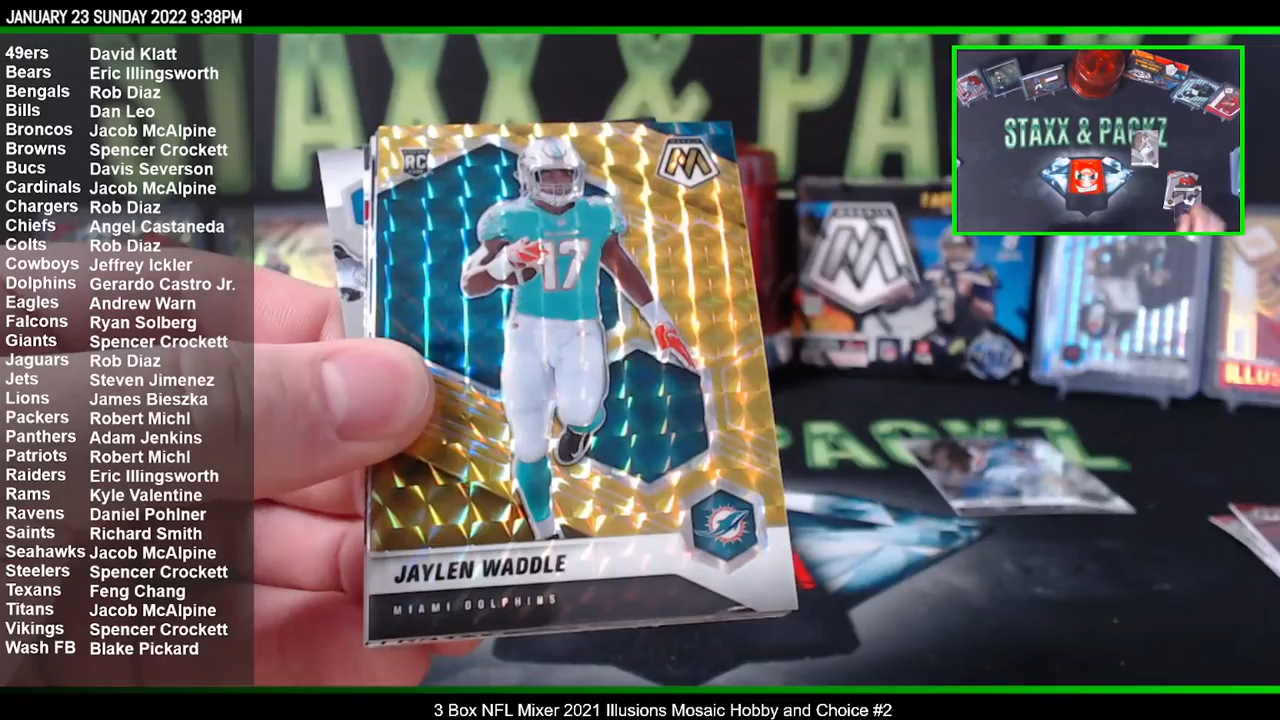 JANUARY 23 SUNDAY 2022 9:38PM
49ers David Klatt
Bears Eric Illingsworth
Bengals Rob Diaz
Bills Dan Leo
Broncos Jacob McAlpine
Browns Spencer Crockett
Bucs Davis Severson
Cardinals Jacob McAlpine
Chargers Rob Diaz
Chiefs Angel Castaneda
Colts Rob Diaz
Cowboys Jeffrey Ickler
Dolphins Gerardo Castro Jr.
Eagles Andrew Warn
Falcons Ryan Solberg
Giants Spencer Crockett
Jaguars Rob Diaz
Jets Steven Jimenez
Lions James Bieszka
Packers Robert Michl
Panthers Adam Jenkins
Patriots Robert Michl
Raiders Eric Illingsworth
Rams Kyle Valentine
Ravens Daniel Pohlner
Saints Richard Smith
Seahawks Jacob McAlpine
Steelers Spencer Crockett
Texans Feng Chang
Titans Jacob McAlpine
Vikings Spencer Crockett
Wash FB Blake Pickard
STAXX & PACKZ
STAXX & PACKZ
RC
MOSAIC
17
JAYLEN WADDLE
MIAMI DOLPHINS
PACKZ
ILLUS
3 Box NFL Mixer 2021 Illusions Mosaic Hobby and Choice #2